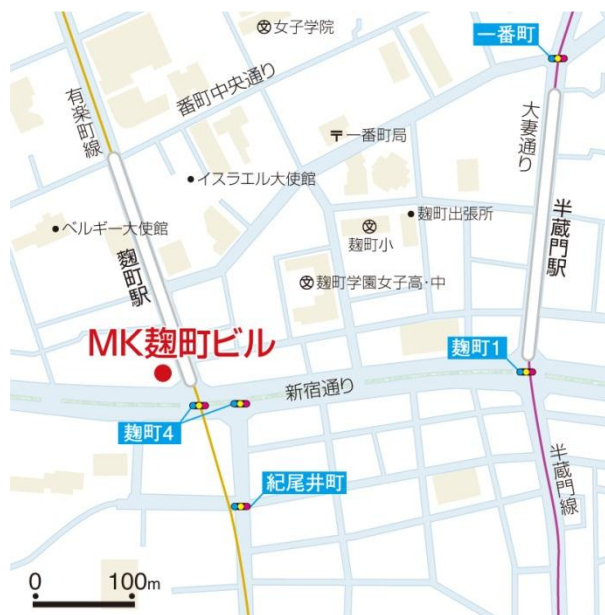 女子学院
一番町
有楽町線
番町中央通り
大妻通り
一番町局
イスラエル大使館
麹町出張所
ベルギー大使館
麹町小
半蔵門駅
麹町駅
麹町学園女子高・中
MK麹町ビル
麹町1
新宿通り
麹町4
半蔵門線
紀尾井町
0 100m